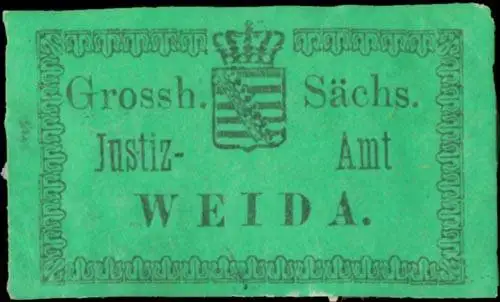 Grossh. Sächs.
Justiz- Amt
WEIDA.